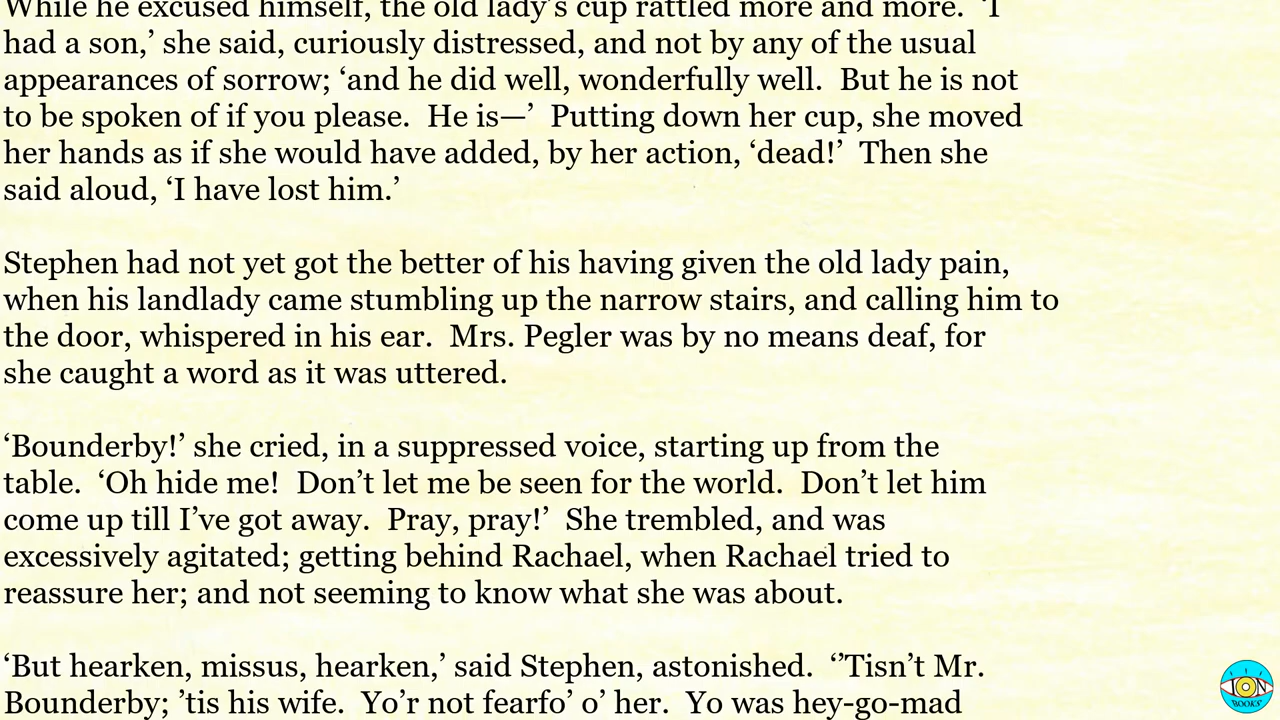 While he excused himself, the old lady’s cup rattled more and more.  ‘I
had a son,’ she said, curiously distressed, and not by any of the usual
appearances of sorrow; ‘and he did well, wonderfully well.  But he is not
to be spoken of if you please.  He is—’  Putting down her cup, she moved
her hands as if she would have added, by her action, ‘dead!’  Then she
said aloud, ‘I have lost him.’
Stephen had not yet got the better of his having given the old lady pain,
when his landlady came stumbling up the narrow stairs, and calling him to
the door, whispered in his ear.  Mrs. Pegler was by no means deaf, for
she caught a word as it was uttered.
‘Bounderby!’ she cried, in a suppressed voice, starting up from the
table.  ‘Oh hide me!  Don’t let me be seen for the world.  Don’t let him
come up till I’ve got away.  Pray, pray!’  She trembled, and was
excessively agitated; getting behind Rachael, when Rachael tried to
reassure her; and not seeming to know what she was about.
‘But hearken, missus, hearken,’ said Stephen, astonished.  ‘’Tisn’t Mr.
Bounderby; ’tis his wife.  Yo’r not fearfo’ o’ her.  Yo was hey-go-mad
ION
BOOKS